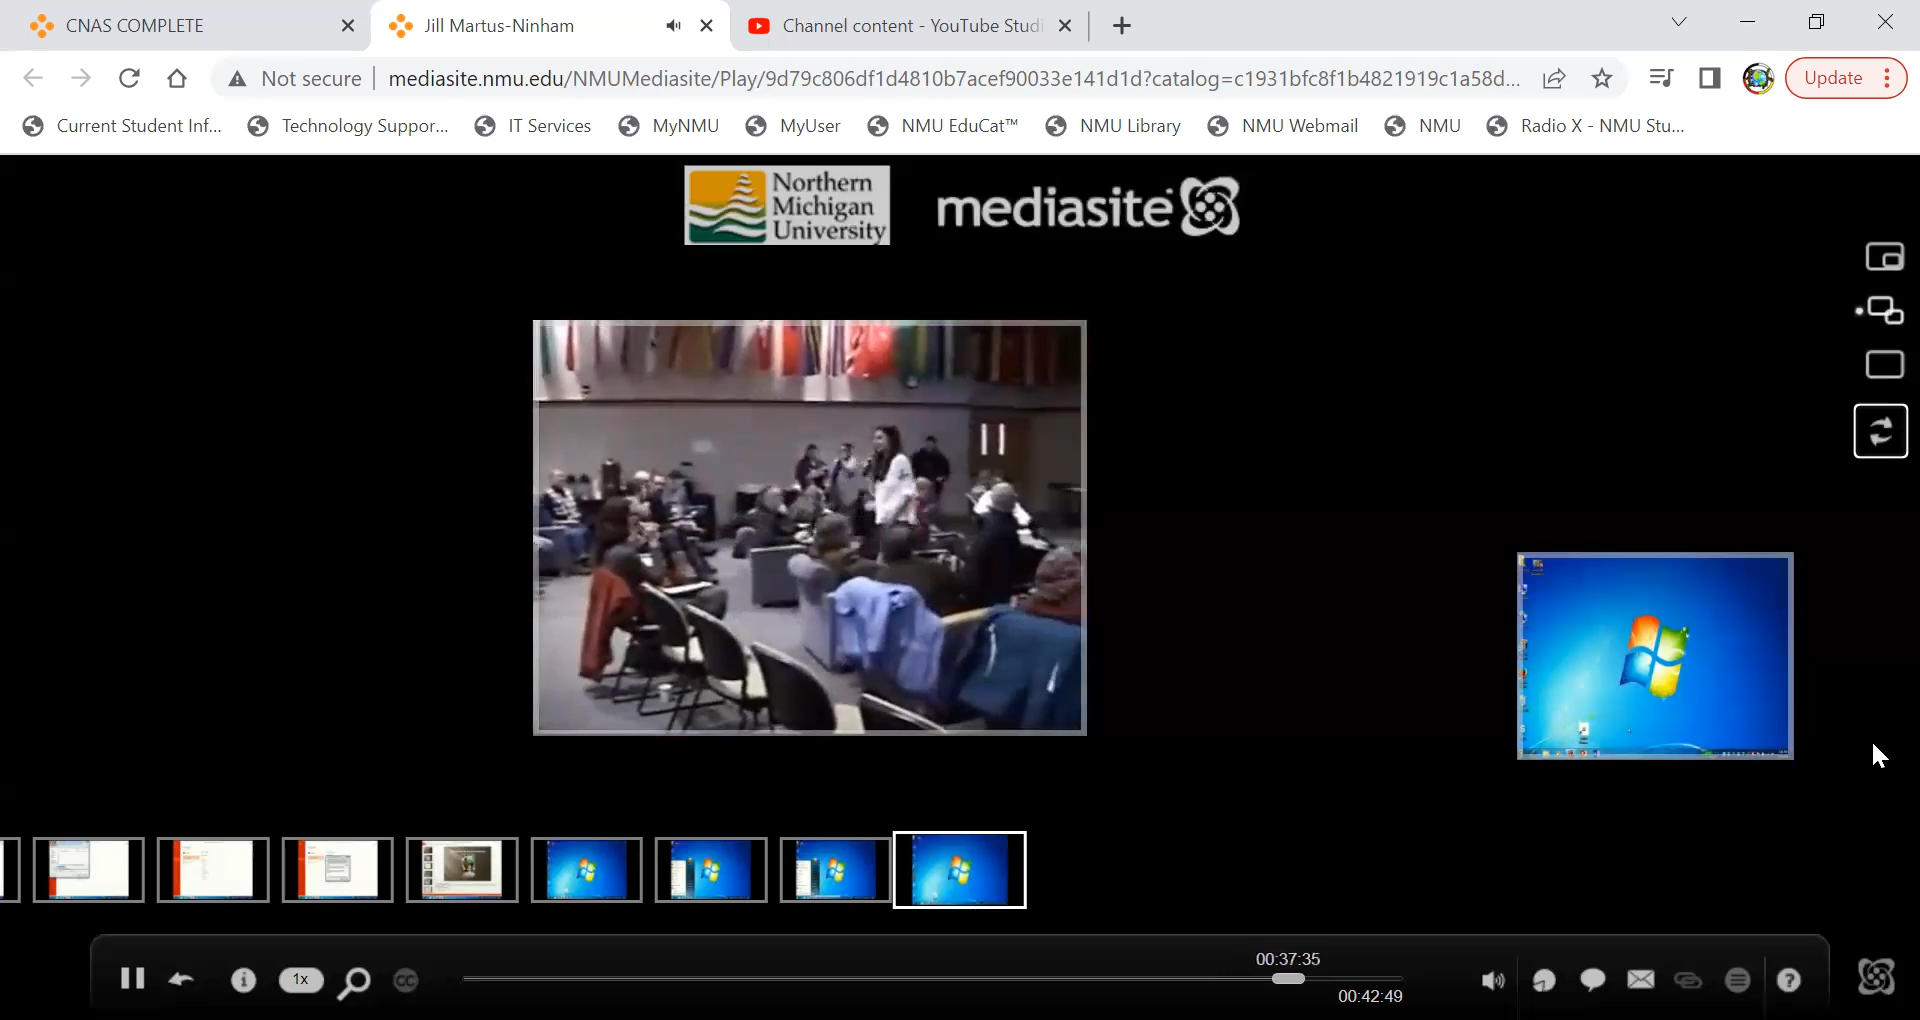 CNAS COMPLETE
Jill Martus-Ninham
Channel content - YouTube Studi
Not secure
mediasite.nmu.edu/NMUMediasite/Play/9d79c806df1d4810b7acef90033e141d1d?catalog=c1931bfc8f1b4821919c1a58d...
Update
Current Student Inf...
Technology Suppor...
IT Services
MyNMU
MyUser
NMU EduCat™
NMU Library
NMU Webmail
NMU
Radio X - NMU Stu...
Northern
Michigan
University
mediasite
00:37:35
1x
CC
00:42:49